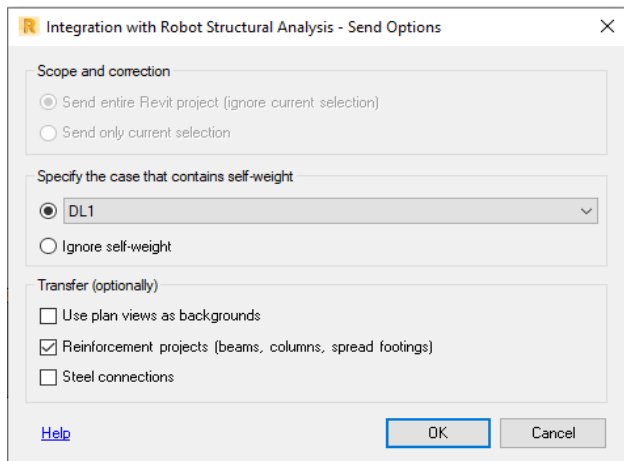 R Integration with Robot Structural Analysis - Send Options
Scope and correction
Send entire Revit project (ignore current selection)
Send only current selection
Specify the case that contains self-weight
DL1
Ignore self-weight
Transfer (optionally)
Use plan views as backgrounds
Reinforcement projects (beams, columns, spread footings)
Steel connections
Help OK Cancel